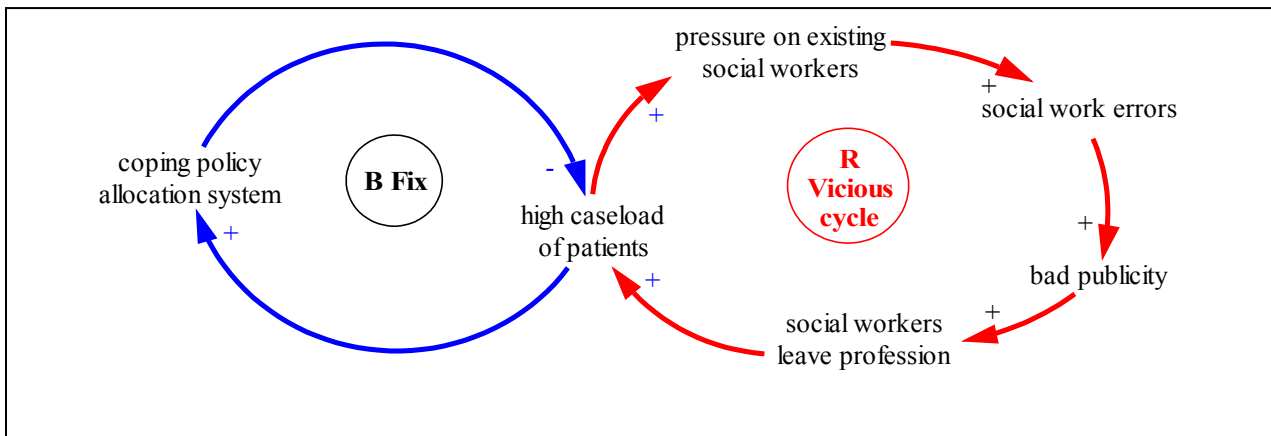 pressure on existing
social workers
+
+
social work errors
coping policy
allocation system
B Fix
R
Vicious
cycle
-
high caseload
of patients
+
+
bad publicity
+
+
social workers
leave profession